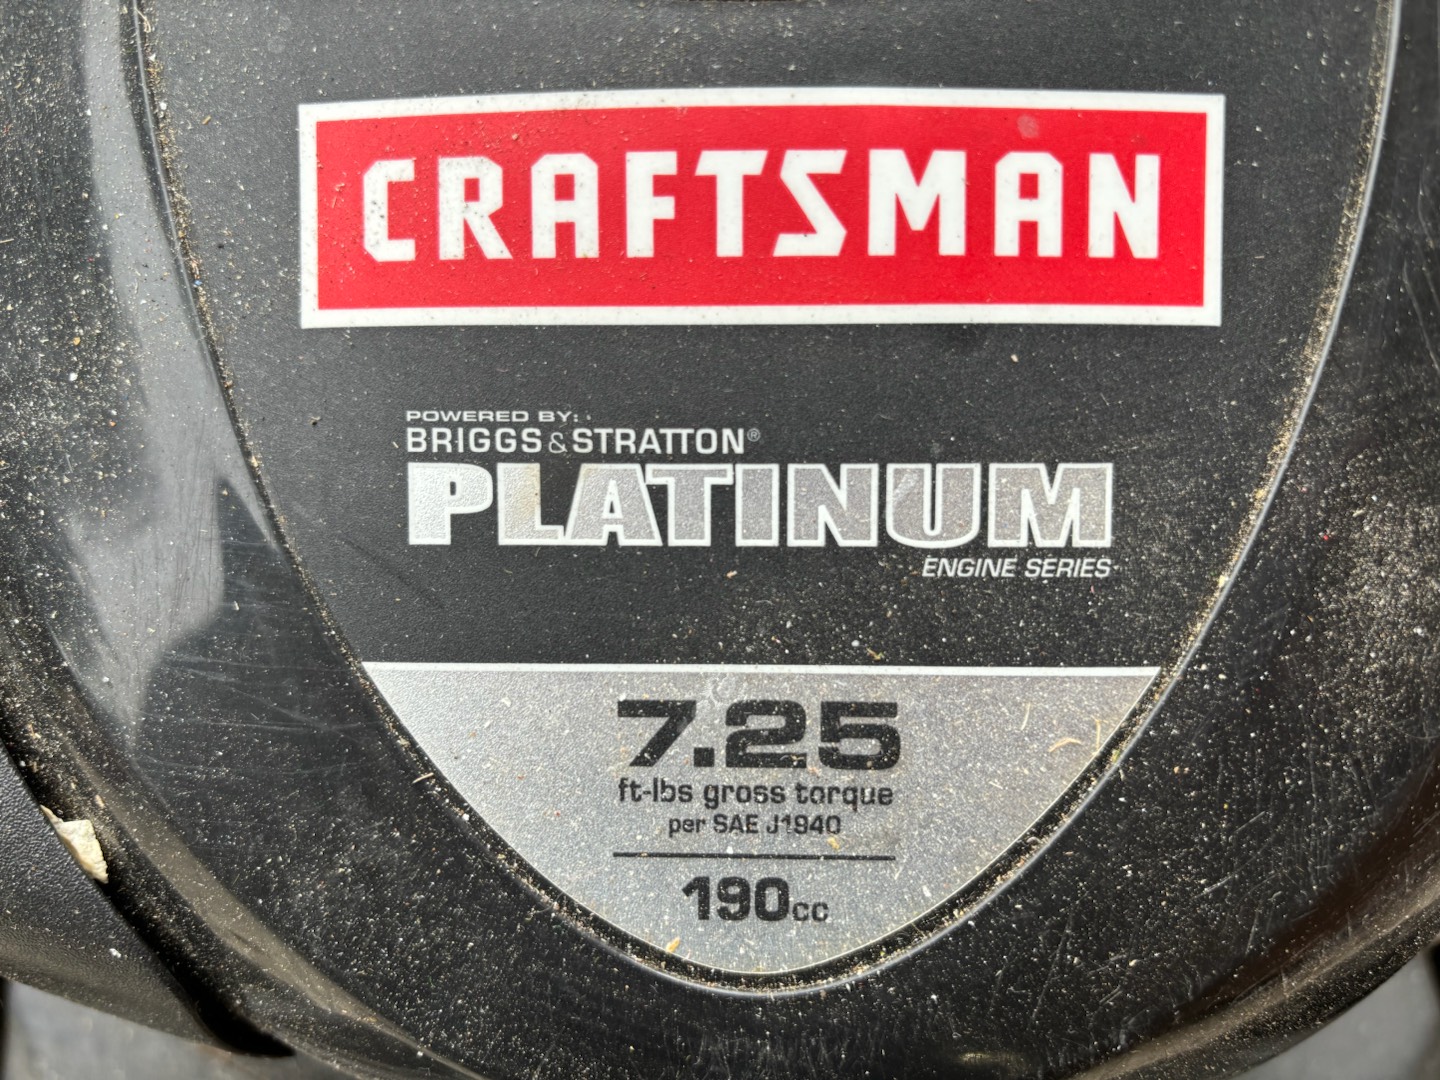 CRAFTSMAN
POWERED BY:
BRIGGS & STRATTON®
PLATINUM
ENGINE SERIES
7.25
ft-lbs gross torque
per SAE J1940
190cc